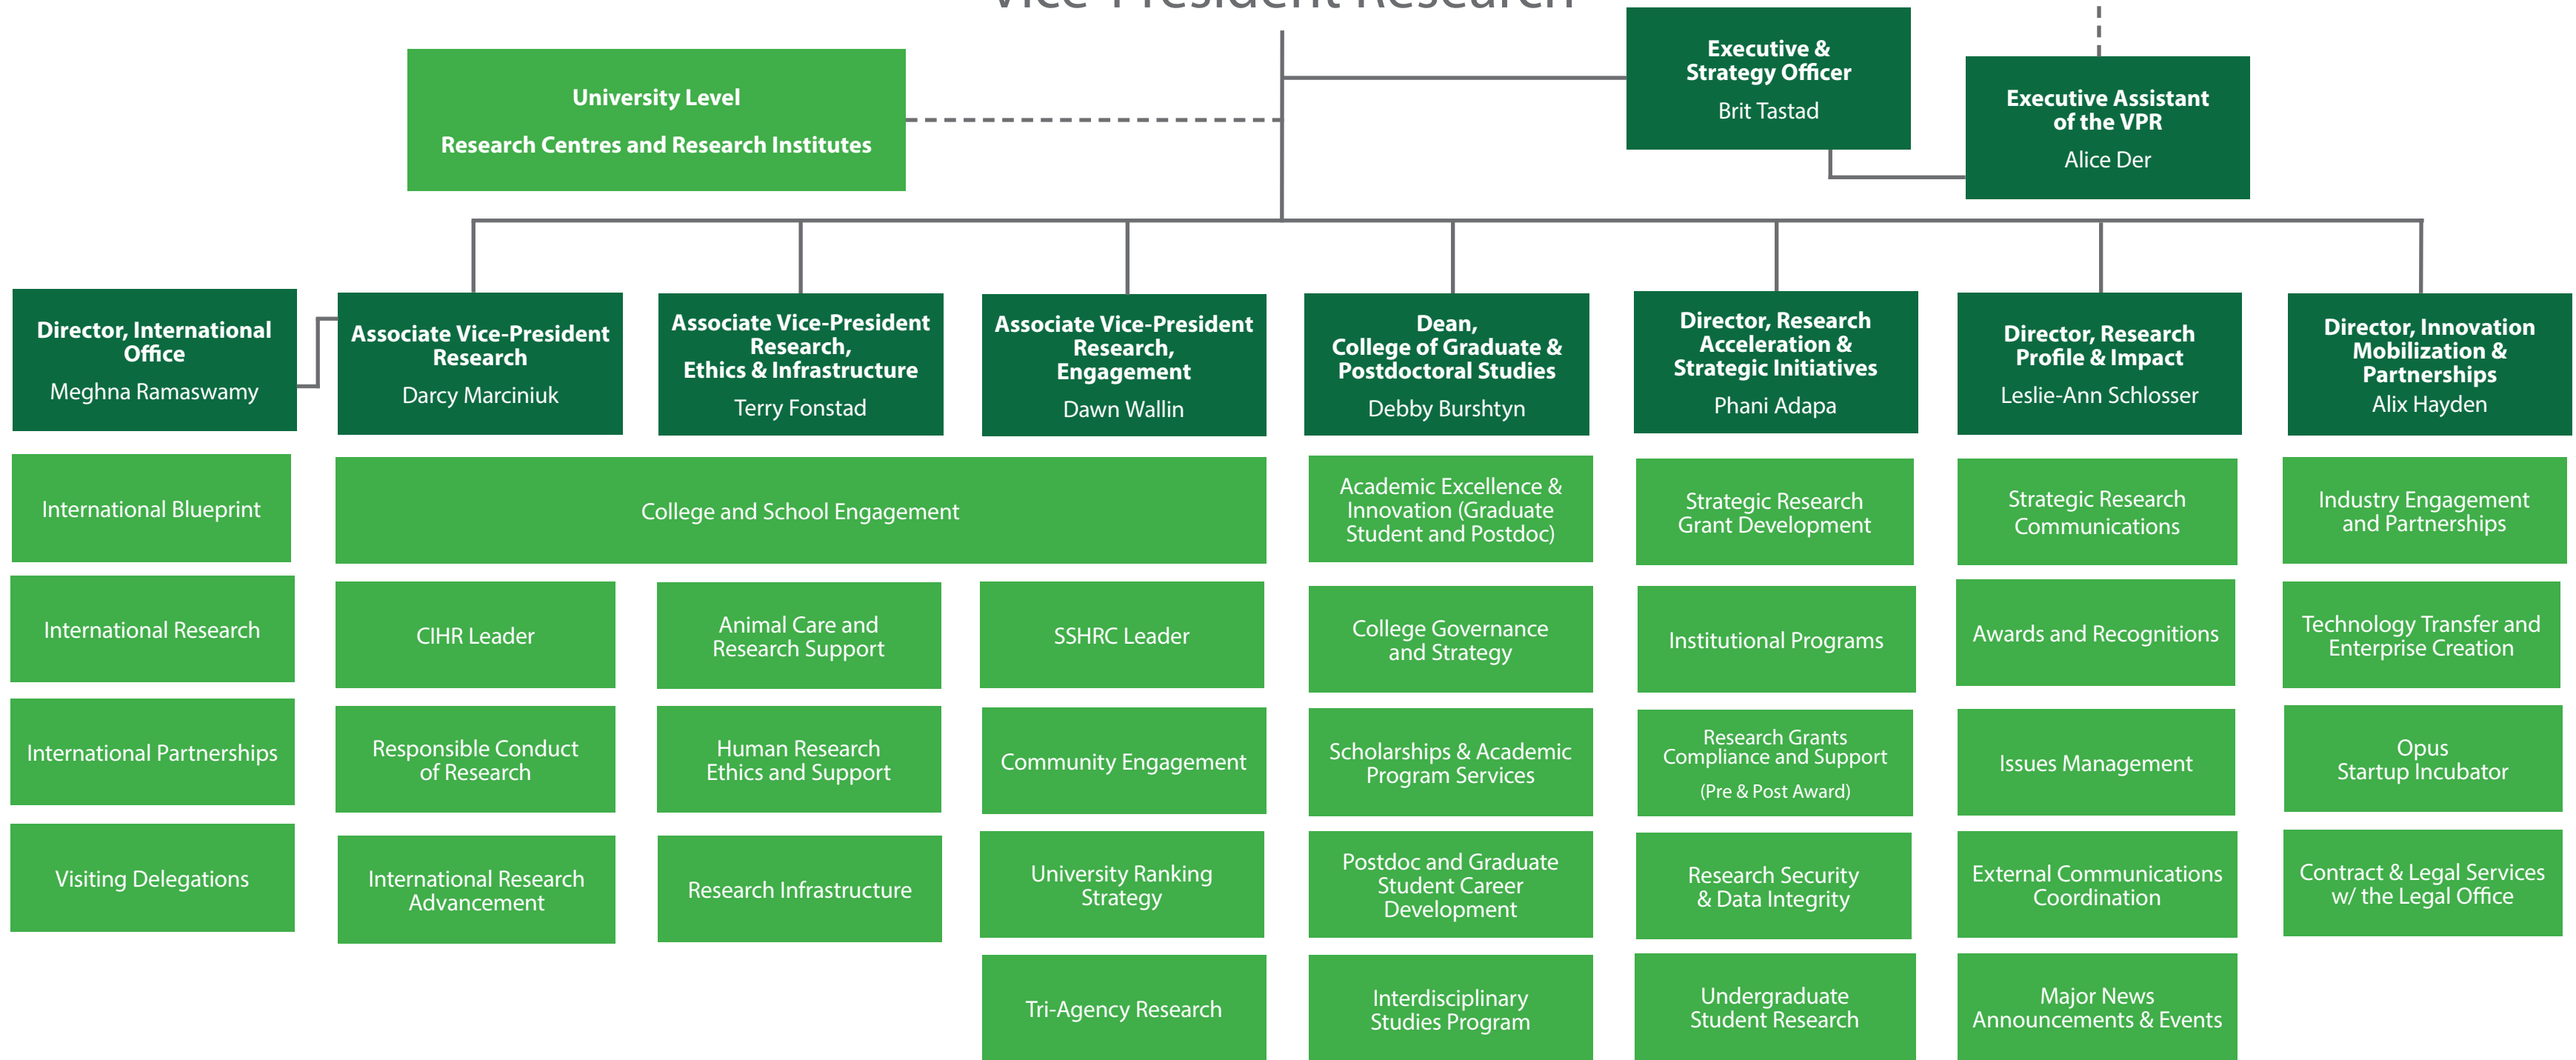 Vice-President Research
University Level
Research Centres and Research Institutes
Executive &
Strategy Officer
Brit Tastad
Executive Assistant
of the VPR
Alice Der
Director, International
Office
Meghna Ramaswamy
Associate Vice-President
Research
Darcy Marciniuk
Associate Vice-President
Research,
Ethics & Infrastructure
Terry Fonstad
Associate Vice-President
Research,
Engagement
Dawn Wallin
Dean,
College of Graduate &
Postdoctoral Studies
Debby Burshtyn
Director, Research
Acceleration &
Strategic Initiatives
Phani Adapa
Director, Research
Profile & Impact
Leslie-Ann Schlosser
Director, Innovation
Mobilization &
Partnerships
Alix Hayden
International Blueprint
College and School Engagement
Academic Excellence &
Innovation (Graduate
Student and Postdoc)
Strategic Research
Grant Development
Strategic Research
Communications
Industry Engagement
and Partnerships
International Research
CIHR Leader
Animal Care and
Research Support
SSHRC Leader
College Governance
and Strategy
Institutional Programs
Awards and Recognitions
Technology Transfer and
Enterprise Creation
International Partnerships
Responsible Conduct
of Research
Human Research
Ethics and Support
Community Engagement
Scholarships & Academic
Program Services
Research Grants
Compliance and Support
(Pre & Post Award)
Issues Management
Opus
Startup Incubator
Visiting Delegations
International Research
Advancement
Research Infrastructure
University Ranking
Strategy
Postdoc and Graduate
Student Career
Development
Research Security
& Data Integrity
External Communications
Coordination
Contract & Legal Services
w/ the Legal Office
Tri-Agency Research
Interdisciplinary
Studies Program
Undergraduate
Student Research
Major News
Announcements & Events